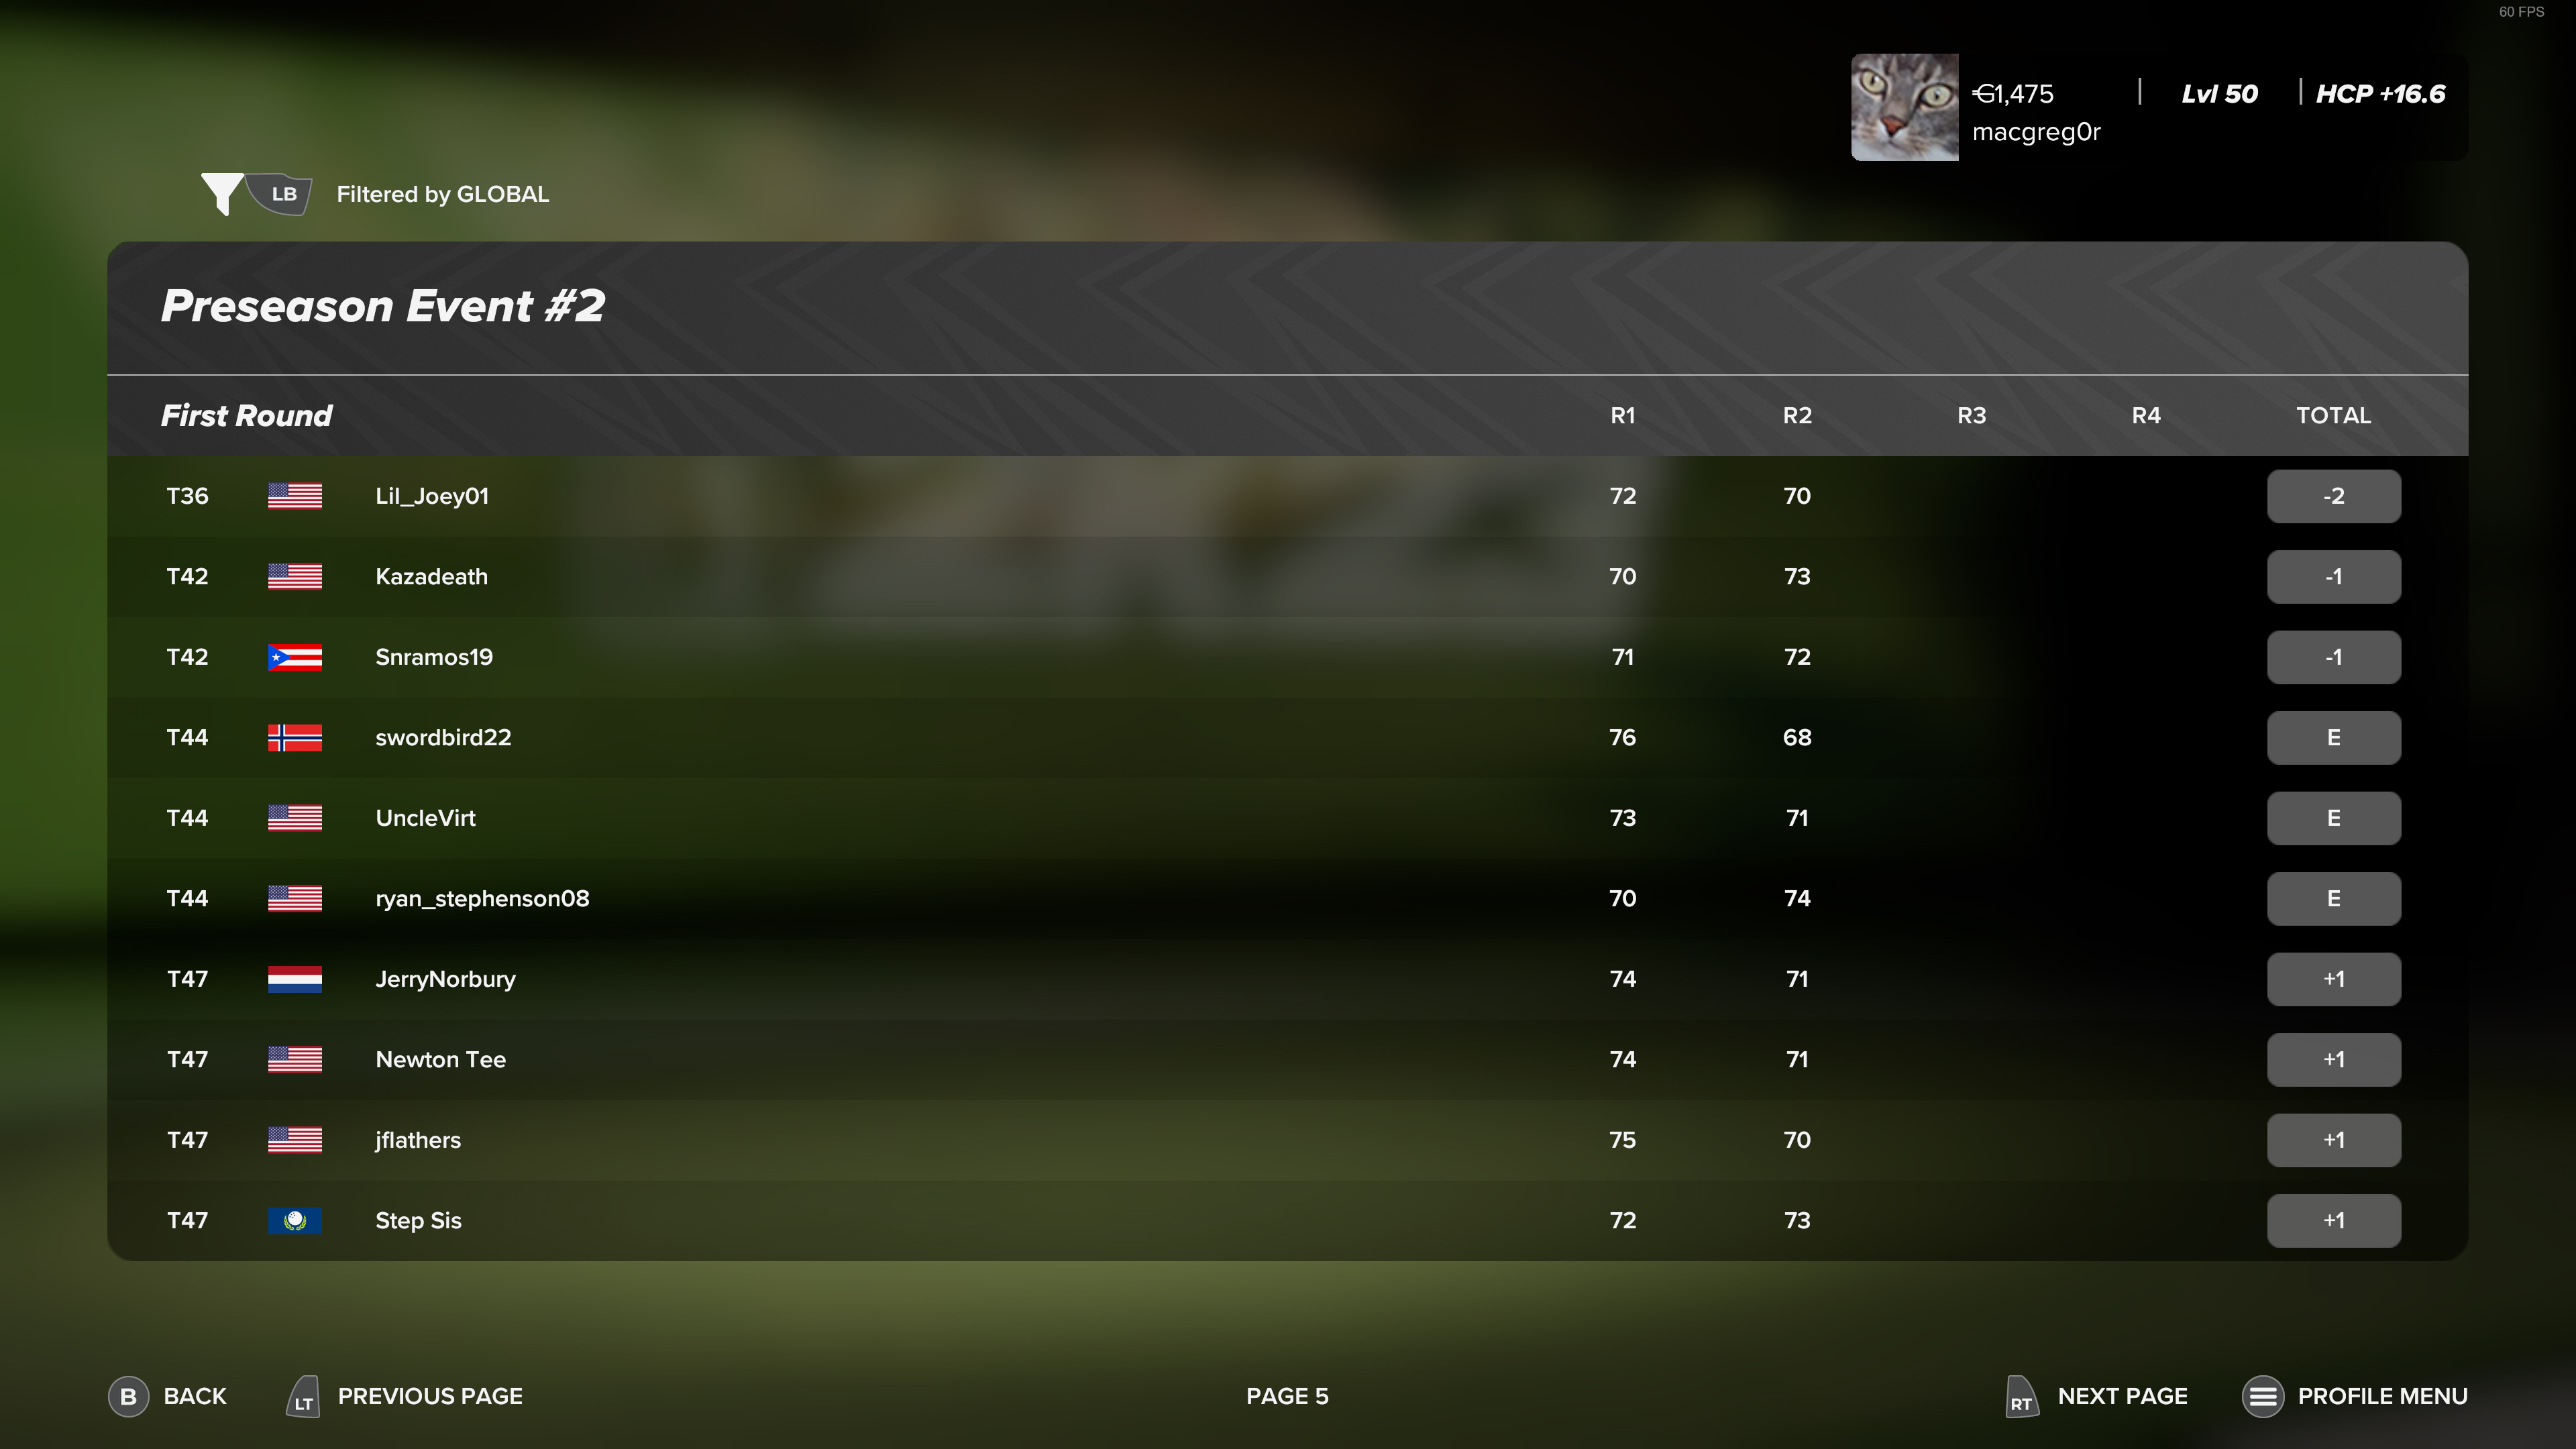 60 FPS
G1,475 | Lvl 50 | HCP +16.6
macgreg0r
LB Filtered by GLOBAL
Preseason Event #2
First Round R1 R2 R3 R4 TOTAL
T36 Lil_Joey01 72 70 -2
T42 Kazadeath 70 73 -1
T42 Snramos19 71 72 -1
T44 swordbird22 76 68 E
T44 UncleVirt 73 71 E
T44 ryan_stephenson08 70 74 E
T47 JerryNorbury 74 71 +1
T47 Newton Tee 74 71 +1
T47 jflathers 75 70 +1
T47 Step Sis 72 73 +1
B BACK LT PREVIOUS PAGE PAGE 5 RT NEXT PAGE PROFILE MENU